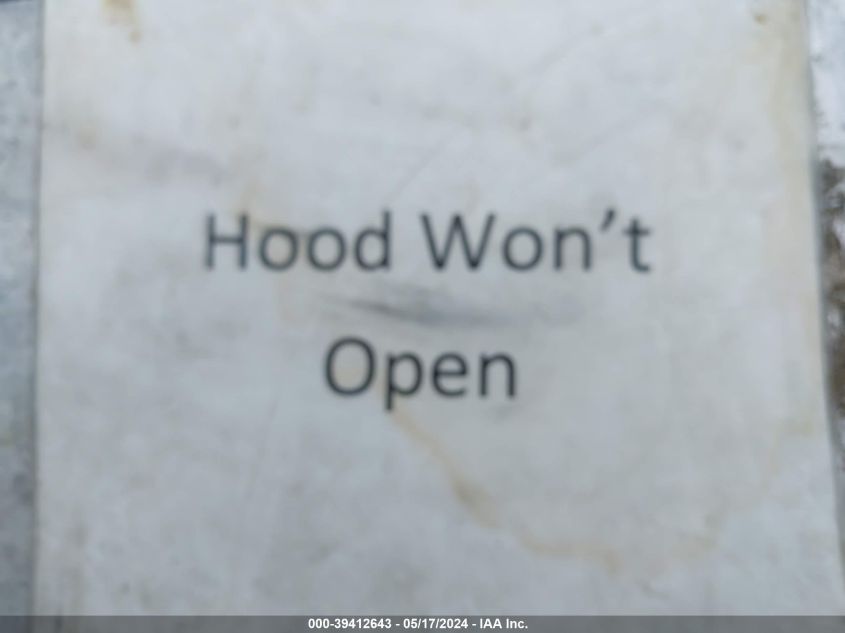 Hood Won’t
Open
000-39412643 - 05/17/2024 - IAA Inc.